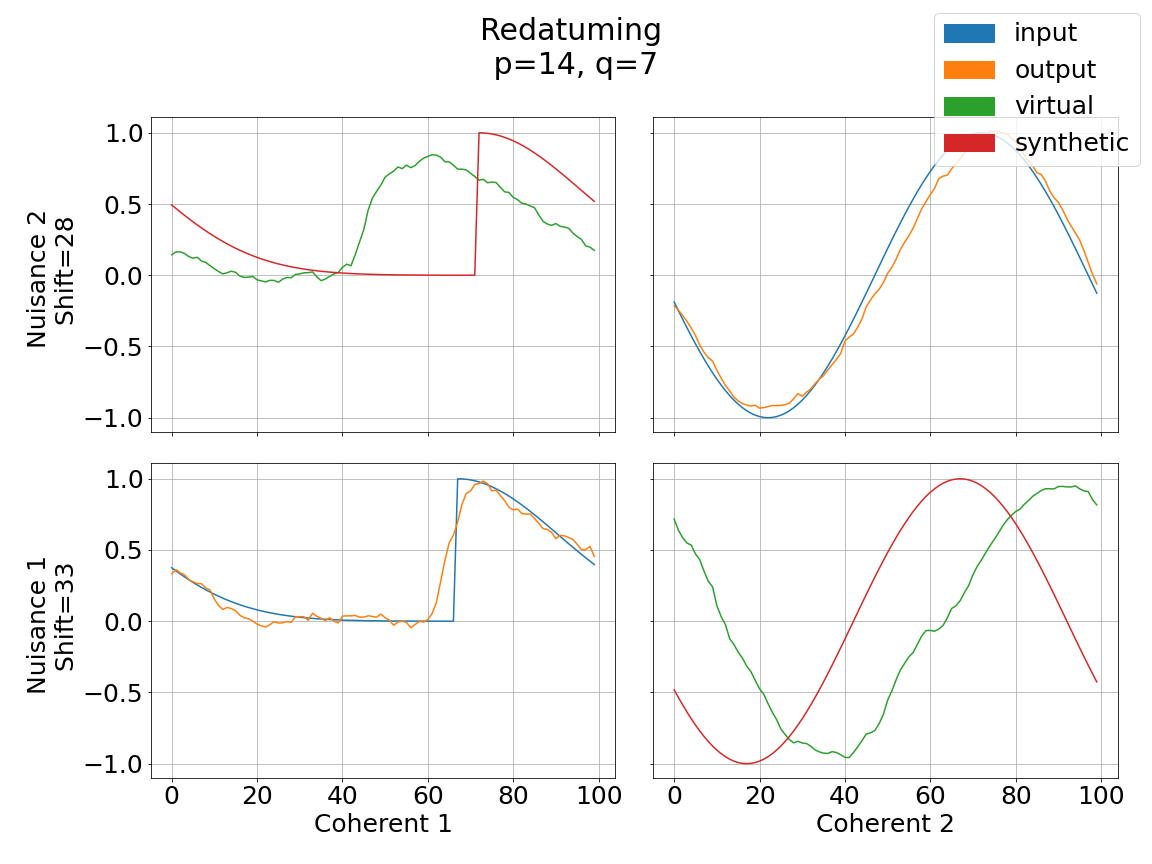 Redatuming
p=14, q=7
input
output
virtual
synthetic
Nuisance 2
Shift=28
1.0
0.5
0.0
−0.5
−1.0
Nuisance 1
Shift=33
1.0
0.5
0.0
−0.5
−1.0
0 20 40 60 80 100
0 20 40 60 80 100
Coherent 1
Coherent 2